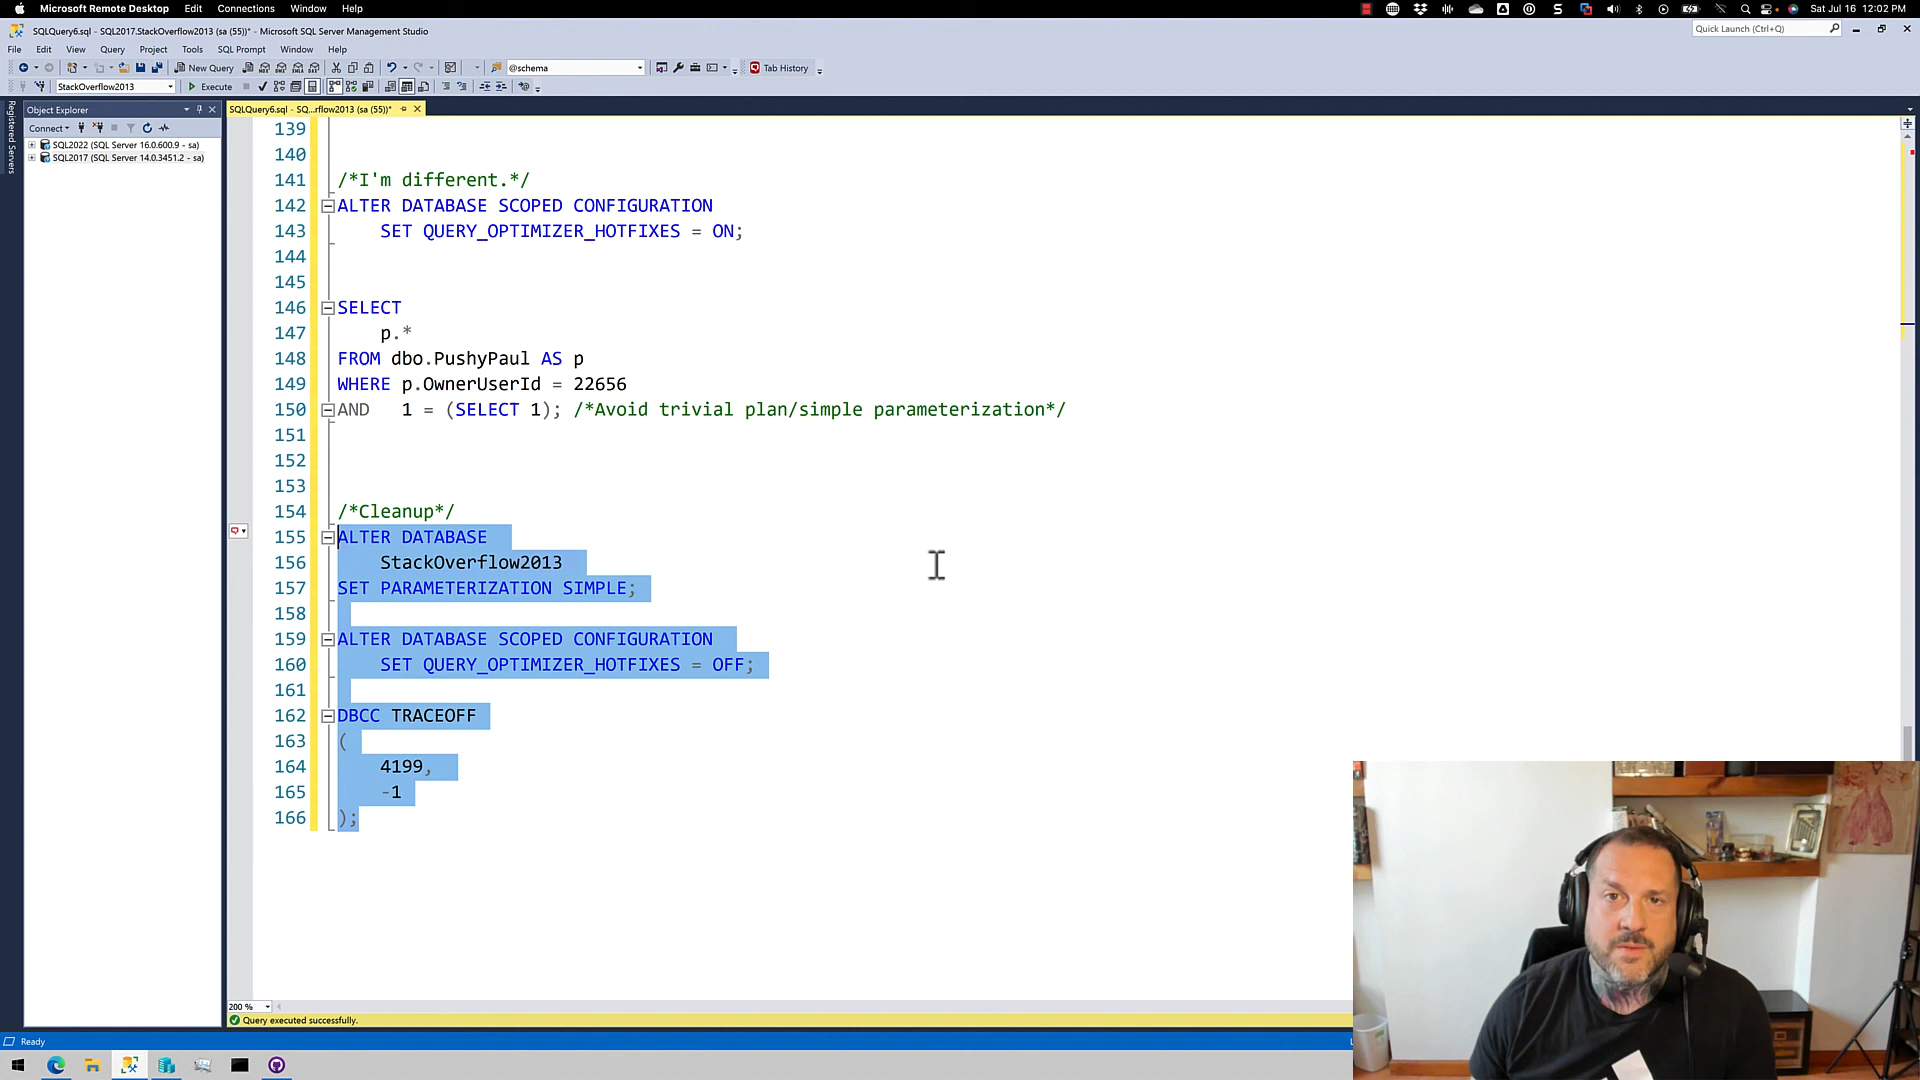 Microsoft Remote Desktop Edit Connections Window Help
Sat Jul 16 12:02 PM
SQLQuery6.sql - SQL2017.StackOverflow2013 (sa (55))* - Microsoft SQL Server Management Studio
Quick Launch (Ctrl+Q)
File Edit View Query Project Tools SQL Prompt Window Help
New Query
@schema
Tab History
StackOverflow2013
Execute
Registered Servers
Object Explorer
SQLQuery6.sql - SQ...rflow2013 (sa (55))*
Connect
SQL2022 (SQL Server 16.0.600.9 - sa)
SQL2017 (SQL Server 14.0.3451.2 - sa)
139
140
141 /*I'm different.*/
142 ALTER DATABASE SCOPED CONFIGURATION
143 SET QUERY_OPTIMIZER_HOTFIXES = ON;
144
145
146 SELECT
147 p.*
148 FROM dbo.PushyPaul AS p
149 WHERE p.OwnerUserId = 22656
150 AND 1 = (SELECT 1); /*Avoid trivial plan/simple parameterization*/
151
152
153
154 /*Cleanup*/
155 ALTER DATABASE
156 StackOverflow2013
157 SET PARAMETERIZATION SIMPLE;
158
159 ALTER DATABASE SCOPED CONFIGURATION
160 SET QUERY_OPTIMIZER_HOTFIXES = OFF;
161
162 DBCC TRACEOFF
163 (
164 4199,
165 -1
166 );
200 %
Query executed successfully.
Ready